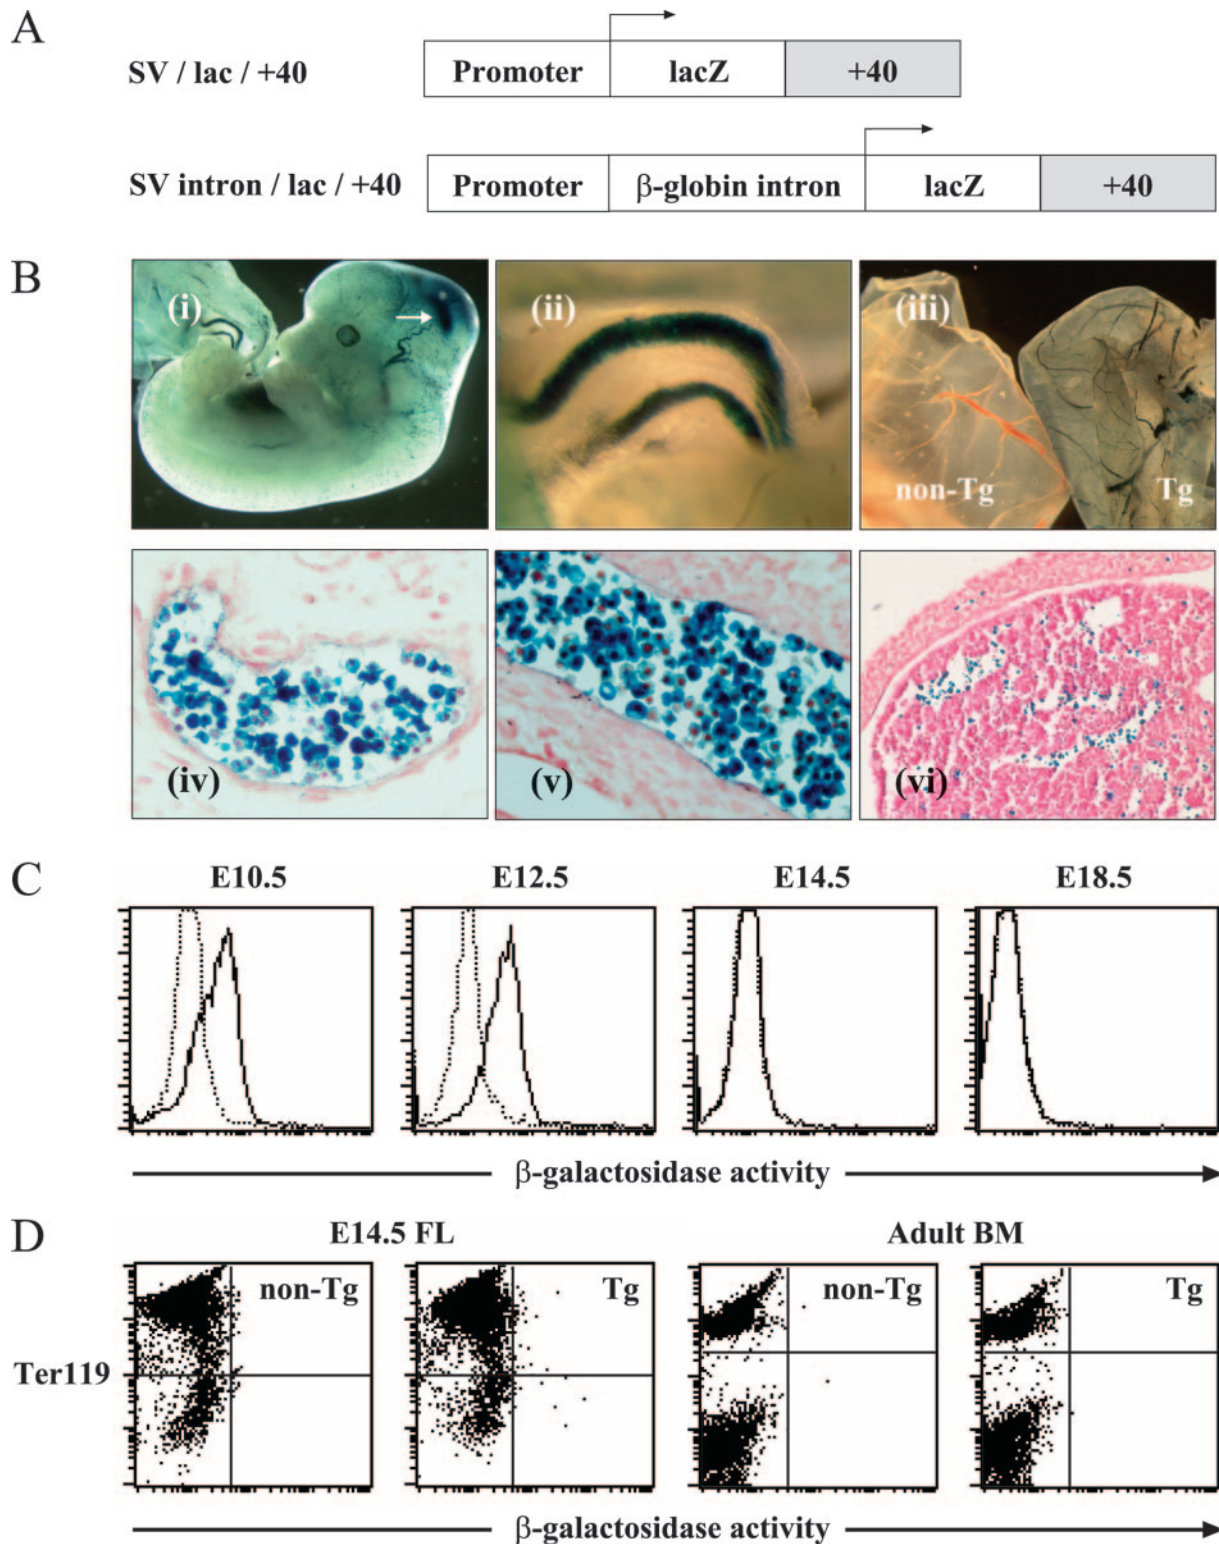 A
SV / lac / +40
Promoter lacZ +40
SV intron / lac / +40
Promoter β-globin intron lacZ +40
B
(i) (ii) (iii)
non-Tg Tg
(iv) (v) (vi)
C
E10.5 E12.5 E14.5 E18.5
β-galactosidase activity
D
E14.5 FL Adult BM
non-Tg Tg non-Tg Tg
Ter119
β-galactosidase activity